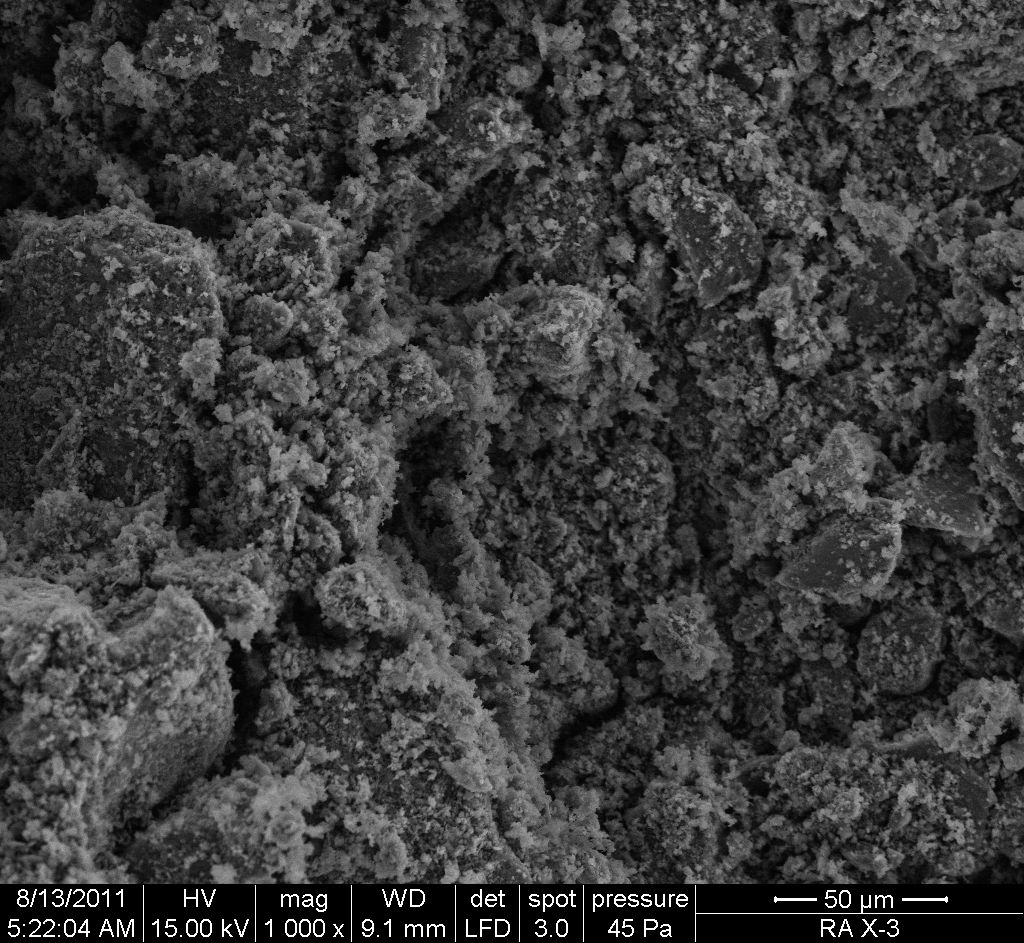 8/13/2011 HV mag WD det spot pressure 50 µm
5:22:04 AM 15.00 kV 1 000 x 9.1 mm LFD 3.0 45 Pa RA X-3